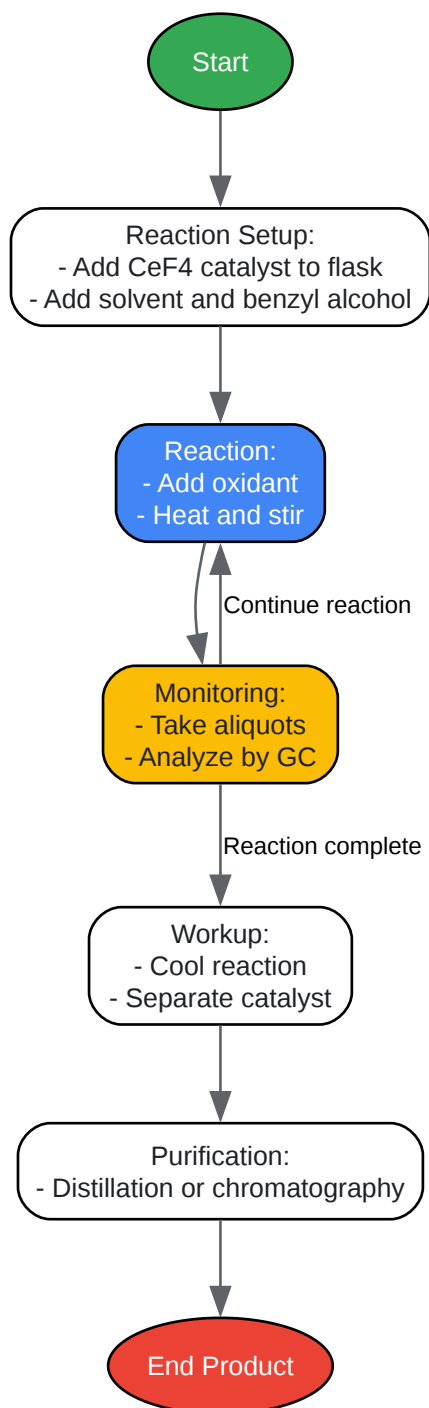 Start
Reaction Setup:
- Add CeF4 catalyst to flask
- Add solvent and benzyl alcohol
Reaction:
- Add oxidant
- Heat and stir
Continue reaction
Monitoring:
- Take aliquots
- Analyze by GC
Reaction complete
Workup:
- Cool reaction
- Separate catalyst
Purification:
- Distillation or chromatography
End Product